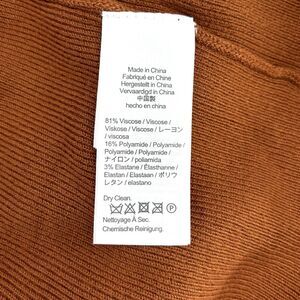 Made in China
Fabriqué en Chine
Hergestellt in China
Vervaardigd in China
中国製
hecho en china
81% Viscose / Viscose /
Viskose / Viscose / レーヨン
/ viscosa
16% Polyamide / Polyamide /
Polyamide / Polyamide /
ナイロン / poliamida
3% Elastane / Élasthanne /
Elastan / Elastaan / ポリウ
レタン / elastano
Dry Clean.
P
Nettoyage À Sec.
Chemische Reinigung.